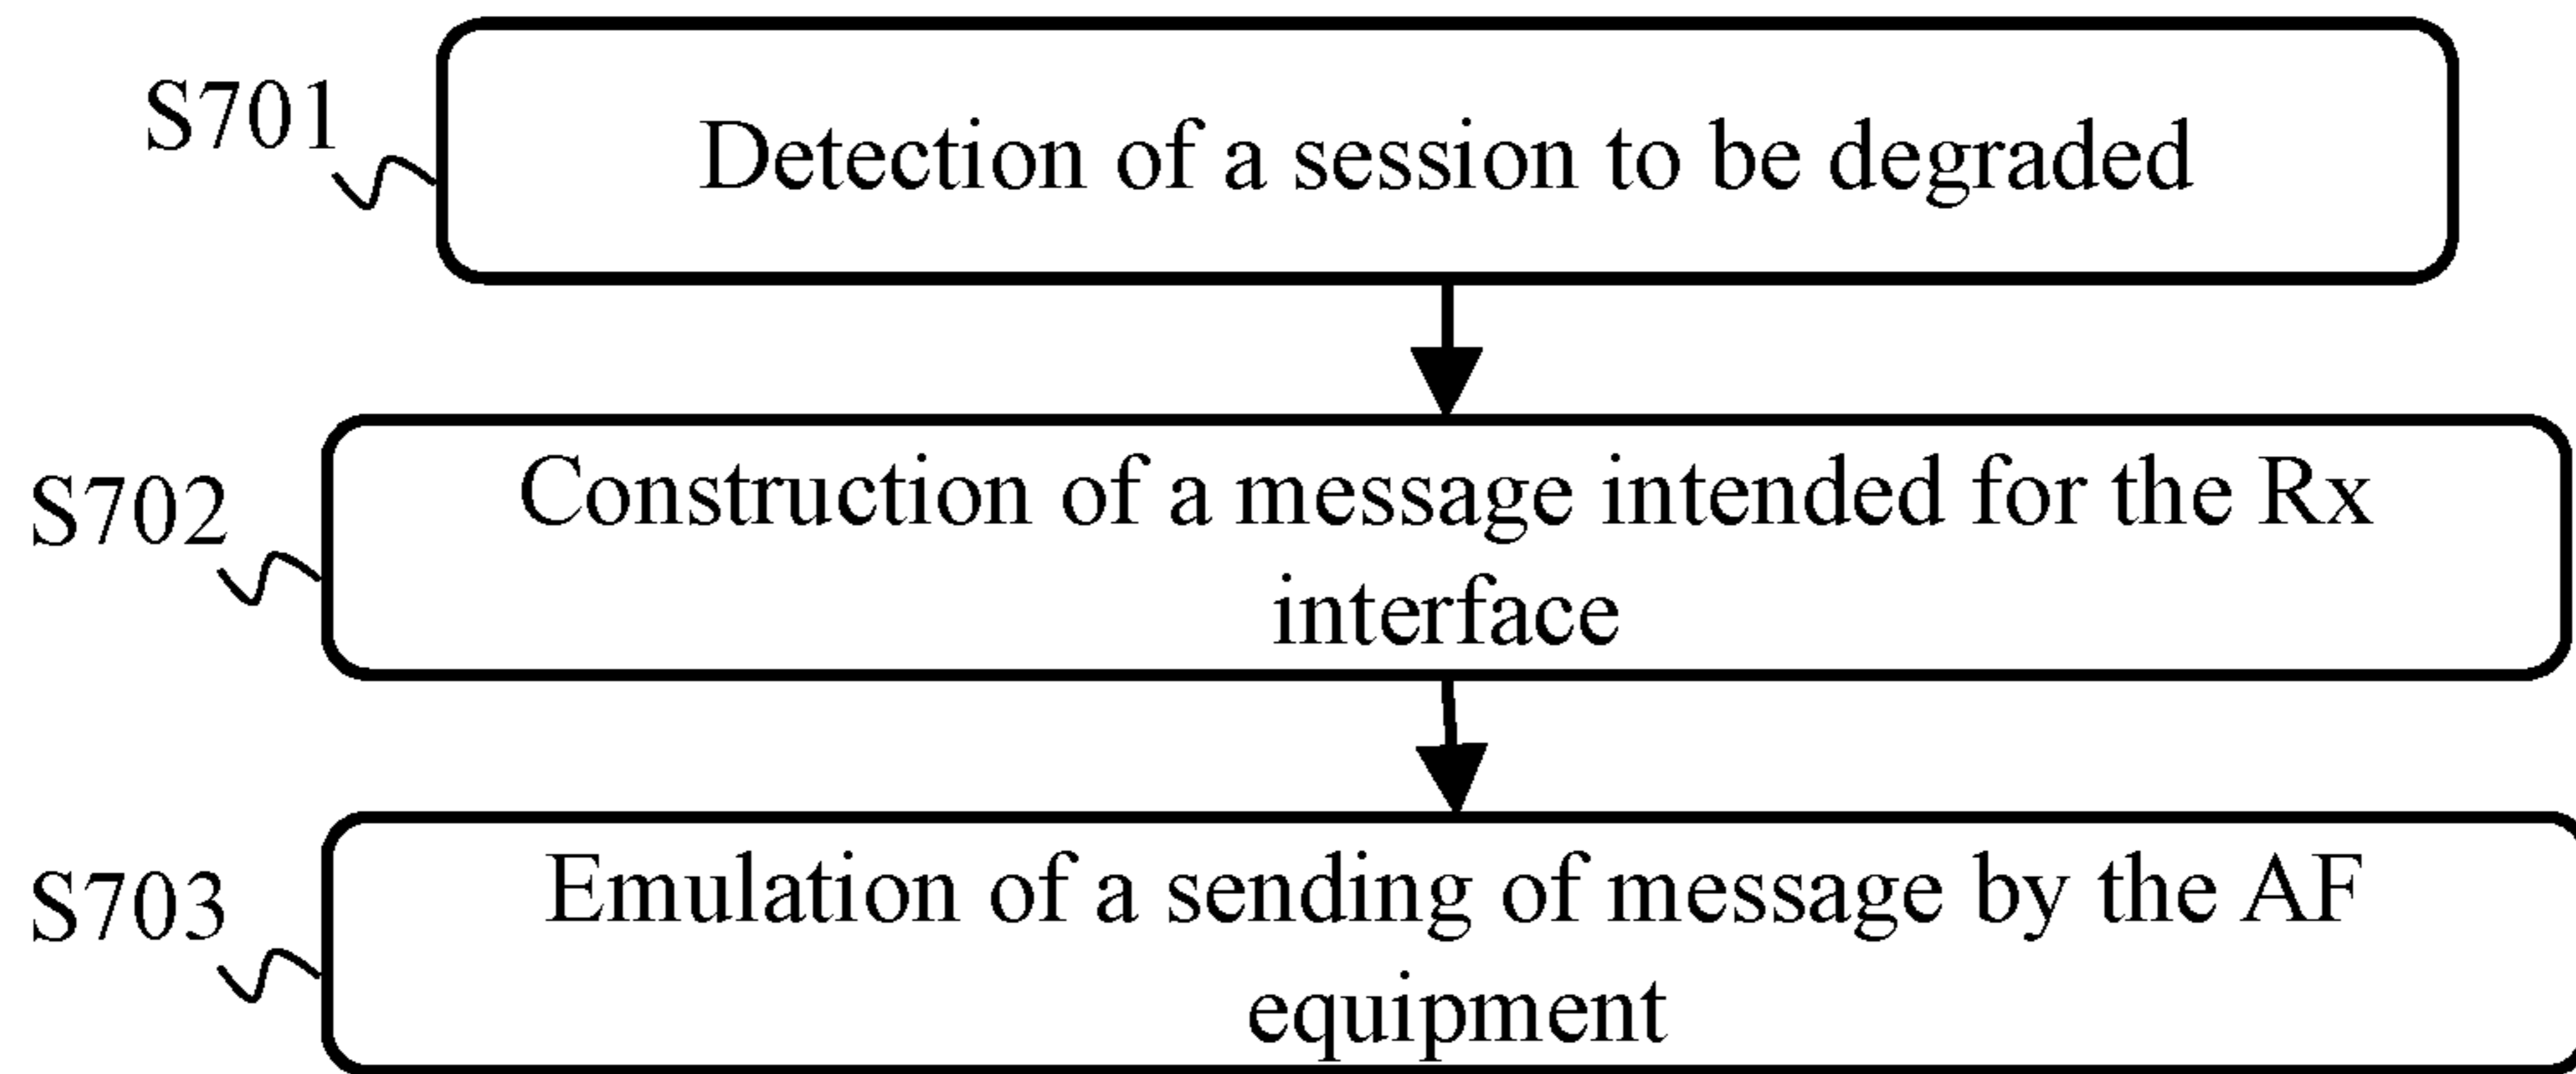 S701
Detection of a session to be degraded
S702
Construction of a message intended for the Rx
interface
S703
Emulation of a sending of message by the AF
equipment